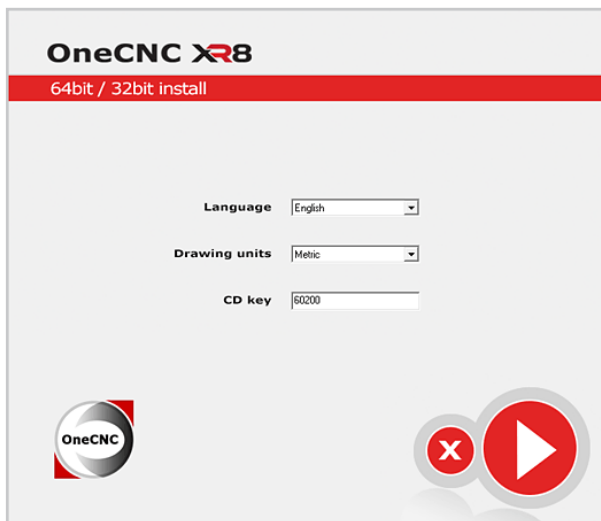 OneCNC XR8
64bit / 32bit install
Language English
Drawing units Metric
CD key 60200
OneCNC